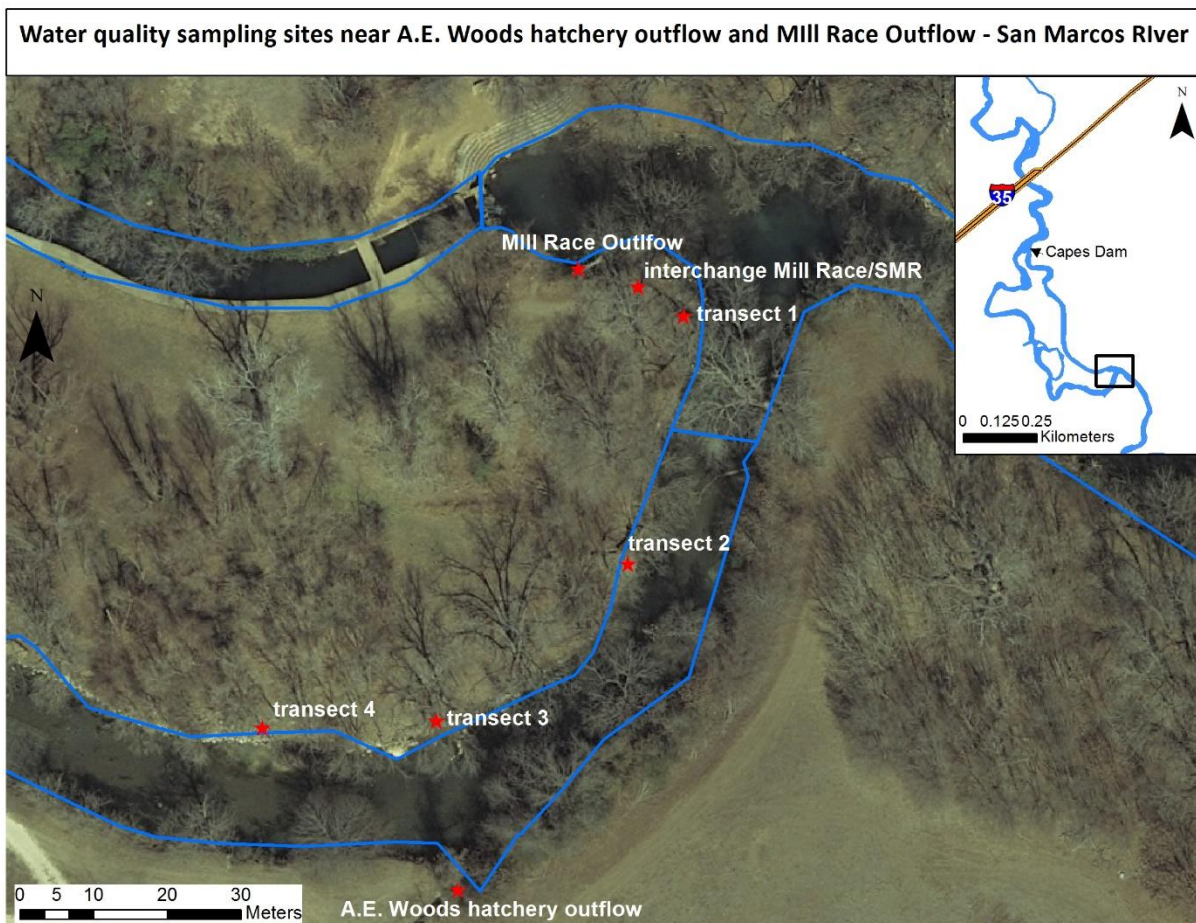 Water quality sampling sites near A.E. Woods hatchery outflow and MIll Race Outflow - San Marcos RIver
N
35
Capes Dam
0 0.125 0.25
Kilometers
MIll Race Outlfow
interchange Mill Race/SMR
transect 1
N
transect 2
transect 4
transect 3
0 5 10 20 30
Meters
A.E. Woods hatchery outflow